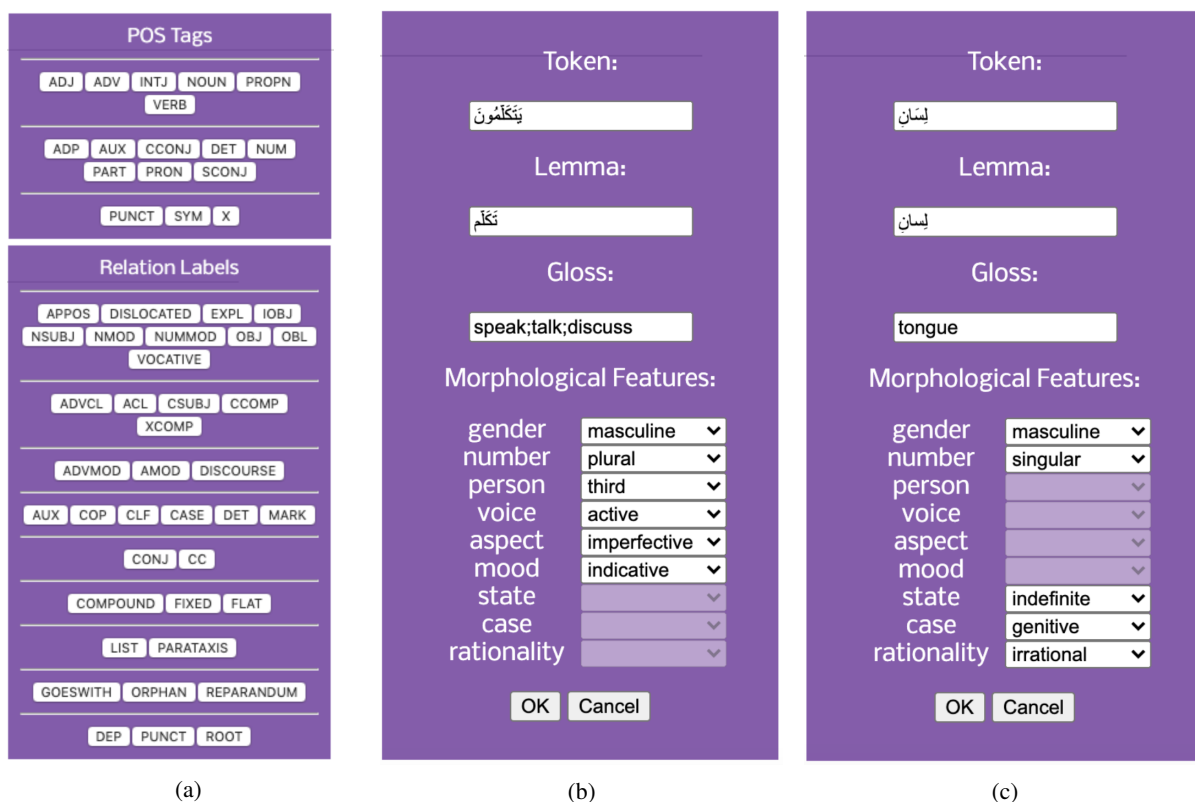 POS Tags
ADJ ADV INTJ NOUN PROPN
VERB
ADP AUX CCONJ DET NUM
PART PRON SCONJ
PUNCT SYM X
Relation Labels
APPOS DISLOCATED EXPL IOBJ
NSUBJ NMOD NUMMOD OBJ OBL
VOCATIVE
ADVCL ACL CSUBJ CCOMP
XCOMP
ADVMOD AMOD DISCOURSE
AUX COP CLF CASE DET MARK
CONJ CC
COMPOUND FIXED FLAT
LIST PARATAXIS
GOESWITH ORPHAN REPARANDUM
DEP PUNCT ROOT
(a)
Token:
يَتَكَلَّمُونَ
Lemma:
تَكَلَّم
Gloss:
speak;talk;discuss
Morphological Features:
gender masculine
number plural
person third
voice active
aspect imperfective
mood indicative
state
case
rationality
OK Cancel
(b)
Token:
لِسَانِ
Lemma:
لِسانِ
Gloss:
tongue
Morphological Features:
gender masculine
number singular
person
voice
aspect
mood
state indefinite
case genitive
rationality irrational
OK Cancel
(c)